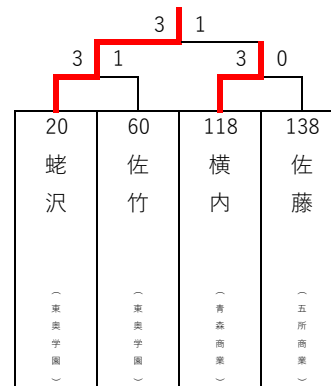 3 1
3 1 3 0
20 60 118 138
蛯沢 佐竹 横内 佐藤
(東奥学園) (東奥学園) (青森商業) (五所商業)